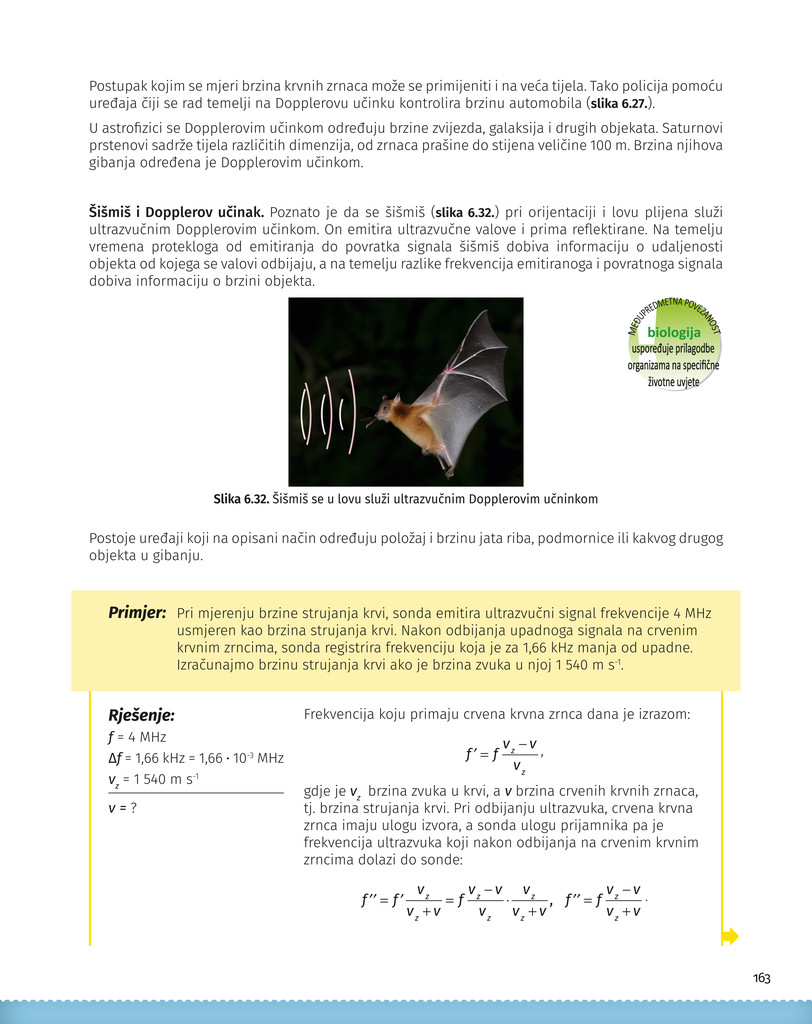 Postupak kojim se mjeri brzina krvnih zrnaca može se primijeniti i na veća tijela. Tako policija pomoću
uređaja čiji se rad temelji na Dopplerovu učinku kontrolira brzinu automobila (slika 6.27.).
U astrofizici se Dopplerovim učinkom određuju brzine zvijezda, galaksija i drugih objekata. Saturnovi
prstenovi sadrže tijela različitih dimenzija, od zrnaca prašine do stijena veličine 100 m. Brzina njihova
gibanja određena je Dopplerovim učinkom.
Šišmiš i Dopplerov učinak. Poznato je da se šišmiš (slika 6.32.) pri orijentaciji i lovu plijena služi
ultrazvučnim Dopplerovim učinkom. On emitira ultrazvučne valove i prima reflektirane. Na temelju
vremena protekloga od emitiranja do povratka signala šišmiš dobiva informaciju o udaljenosti
objekta od kojega se valovi odbijaju, a na temelju razlike frekvencija emitiranoga i povratnoga signala
dobiva informaciju o brzini objekta.
MEĐUPREDMETNA POVEZANOST
biologija
uspoređuje prilagodbe
organizama na specifične
životne uvjete
Slika 6.32. Šišmiš se u lovu služi ultrazvučnim Dopplerovim učninkom
Postoje uređaji koji na opisani način određuju položaj i brzinu jata riba, podmornice ili kakvog drugog
objekta u gibanju.
Primjer: Pri mjerenju brzine strujanja krvi, sonda emitira ultrazvučni signal frekvencije 4 MHz
usmjeren kao brzina strujanja krvi. Nakon odbijanja upadnoga signala na crvenim
krvnim zrncima, sonda registrira frekvenciju koja je za 1,66 kHz manja od upadne.
Izračunajmo brzinu strujanja krvi ako je brzina zvuka u njoj 1 540 m s⁻¹.
Rješenje:
f = 4 MHz
Δf = 1,66 kHz = 1,66 · 10⁻³ MHz
v_z = 1 540 m s⁻¹
v = ?
Frekvencija koju primaju crvena krvna zrnca dana je izrazom:
f′ = f (v_z − v)/v_z ,
gdje je v_z brzina zvuka u krvi, a v brzina crvenih krvnih zrnaca,
tj. brzina strujanja krvi. Pri odbijanju ultrazvuka, crvena krvna
zrnca imaju ulogu izvora, a sonda ulogu prijamnika pa je
frekvencija ultrazvuka koji nakon odbijanja na crvenim krvnim
zrncima dolazi do sonde:
f′′ = f′ v_z/(v_z + v) = f (v_z − v)/v_z · v_z/(v_z + v) , f′′ = f (v_z − v)/(v_z + v) .
163